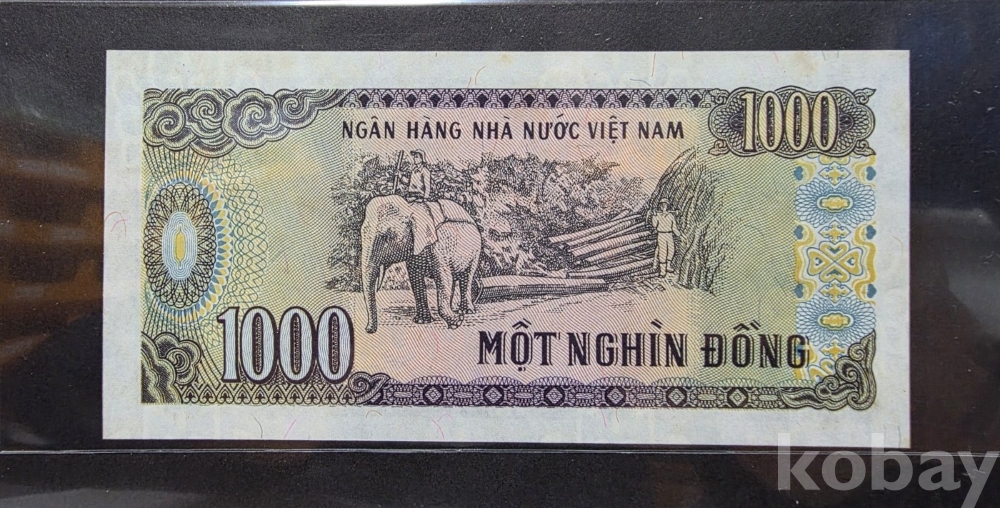 NGÂN HÀNG NHÀ NƯỚC VIỆT NAM
1000
1000
MỘT NGHÌN ĐỒNG
kobay